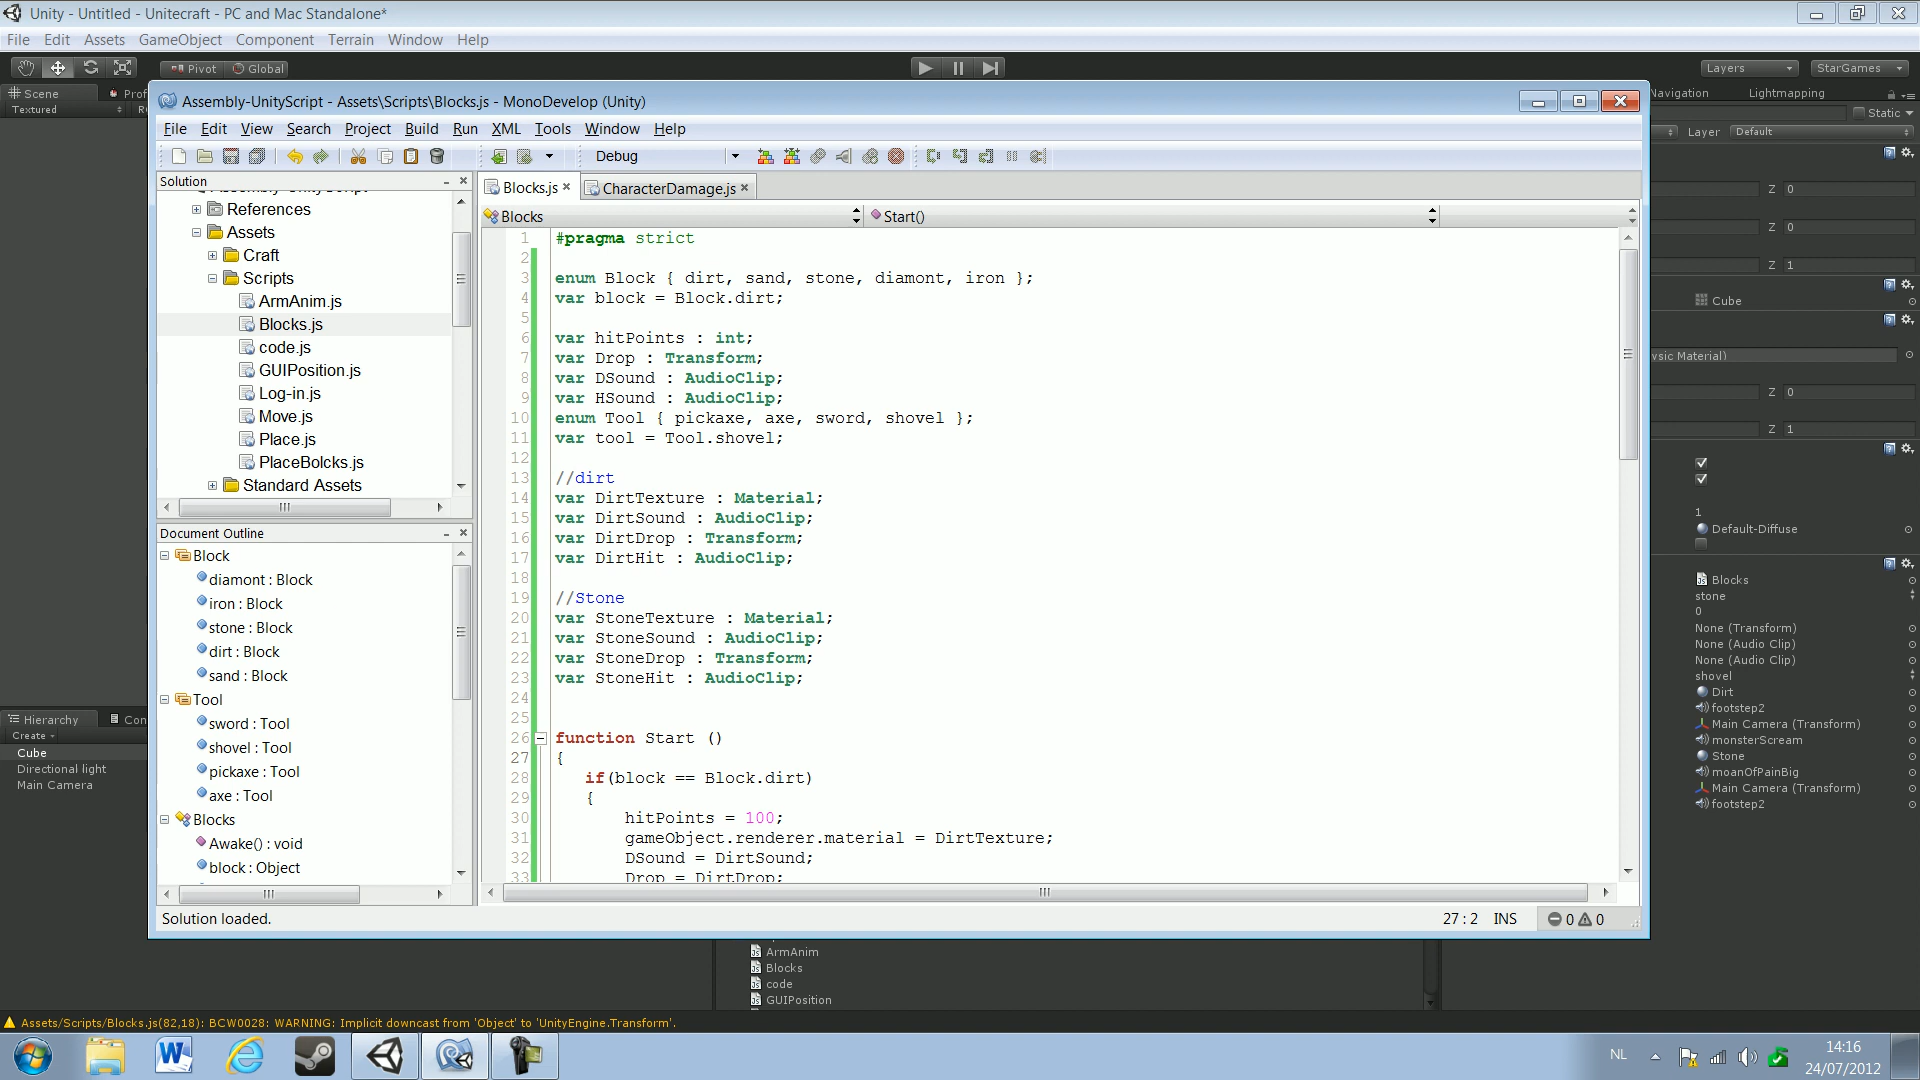 Unity - Untitled - Unitecraft - PC and Mac Standalone*
File Edit Assets GameObject Component Terrain Window Help
Pivot Global
Layers StarGames
Scene Prof
Textured
Navigation Lightmapping
Static
Layer Default
Z 0
Z 0
Z 1
Cube
Z 0
Z 1
1
Default-Diffuse
Blocks
stone
0
None (Transform)
None (Audio Clip)
None (Audio Clip)
shovel
Dirt
footstep2
Main Camera (Transform)
monsterScream
Stone
moanOfPainBig
Main Camera (Transform)
footstep2
Hierarchy Con
Create
Cube
Directional light
Main Camera
Assembly-UnityScript - Assets\Scripts\Blocks.js - MonoDevelop (Unity)
File Edit View Search Project Build Run XML Tools Window Help
Debug
Solution
References
Assets
Craft
Scripts
ArmAnim.js
Blocks.js
code.js
GUIPosition.js
Log-in.js
Move.js
Place.js
PlaceBolcks.js
Standard Assets
Document Outline
Block
diamont : Block
iron : Block
stone : Block
dirt : Block
sand : Block
Tool
sword : Tool
shovel : Tool
pickaxe : Tool
axe : Tool
Blocks
Awake() : void
block : Object
Blocks.js CharacterDamage.js
Blocks Start()
1 #pragma strict
2
3 enum Block { dirt, sand, stone, diamont, iron };
4 var block = Block.dirt;
5
6 var hitPoints : int;
7 var Drop : Transform;
8 var DSound : AudioClip;
9 var HSound : AudioClip;
10 enum Tool { pickaxe, axe, sword, shovel };
11 var tool = Tool.shovel;
12
13 //dirt
14 var DirtTexture : Material;
15 var DirtSound : AudioClip;
16 var DirtDrop : Transform;
17 var DirtHit : AudioClip;
18
19 //Stone
20 var StoneTexture : Material;
21 var StoneSound : AudioClip;
22 var StoneDrop : Transform;
23 var StoneHit : AudioClip;
24
25
26 function Start ()
27 {
28 if(block == Block.dirt)
29 {
30 hitPoints = 100;
31 gameObject.renderer.material = DirtTexture;
32 DSound = DirtSound;
33 Drop = DirtDrop;
Solution loaded.
27 : 2 INS 0 0
ArmAnim
Blocks
code
GUIPosition
Assets/Scripts/Blocks.js(82,18): BCW0028: WARNING: Implicit downcast from 'Object' to 'UnityEngine.Transform'.
NL
14:16
24/07/2012